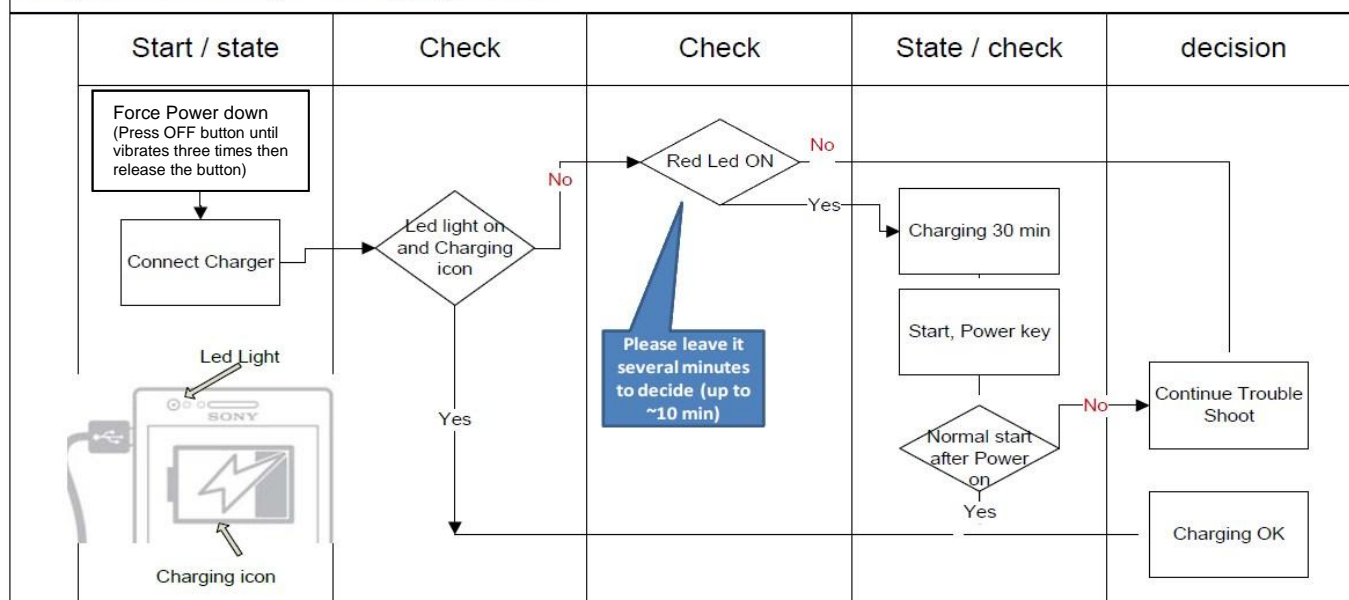 Start / state
Check
Check
State / check
decision
Force Power down
(Press OFF button until
vibrates three times then
release the button)
Connect Charger
Led light on
and Charging
icon
No
Yes
Red Led ON
No
Yes
Please leave it
several minutes
to decide (up to
~10 min)
Charging 30 min
Start, Power key
Normal start
after Power
on
No
Yes
Continue Trouble
Shoot
Charging OK
Led Light
SONY
Charging icon